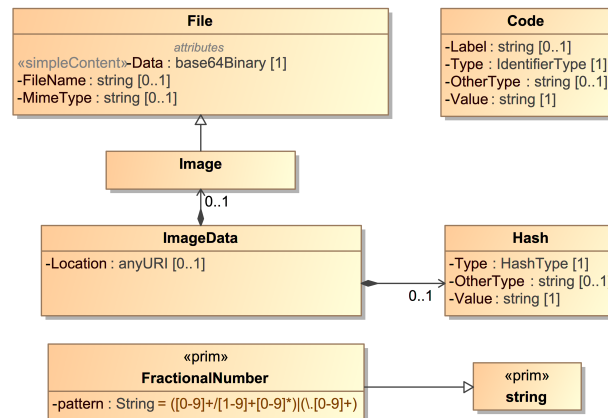 File
attributes
«simpleContent»-Data : base64Binary [1]
-FileName : string [0..1]
-MimeType : string [0..1]
Code
-Label : string [0..1]
-Type : IdentifierType [1]
-OtherType : string [0..1]
-Value : string [1]
Image
0..1
ImageData
-Location : anyURI [0..1]
0..1
Hash
-Type : HashType [1]
-OtherType : string [0..1
-Value : string [1]
«prim»
FractionalNumber
-pattern : String = ([0-9]+/[1-9]+[0-9]*)|(\.[0-9]+)
«prim»
string